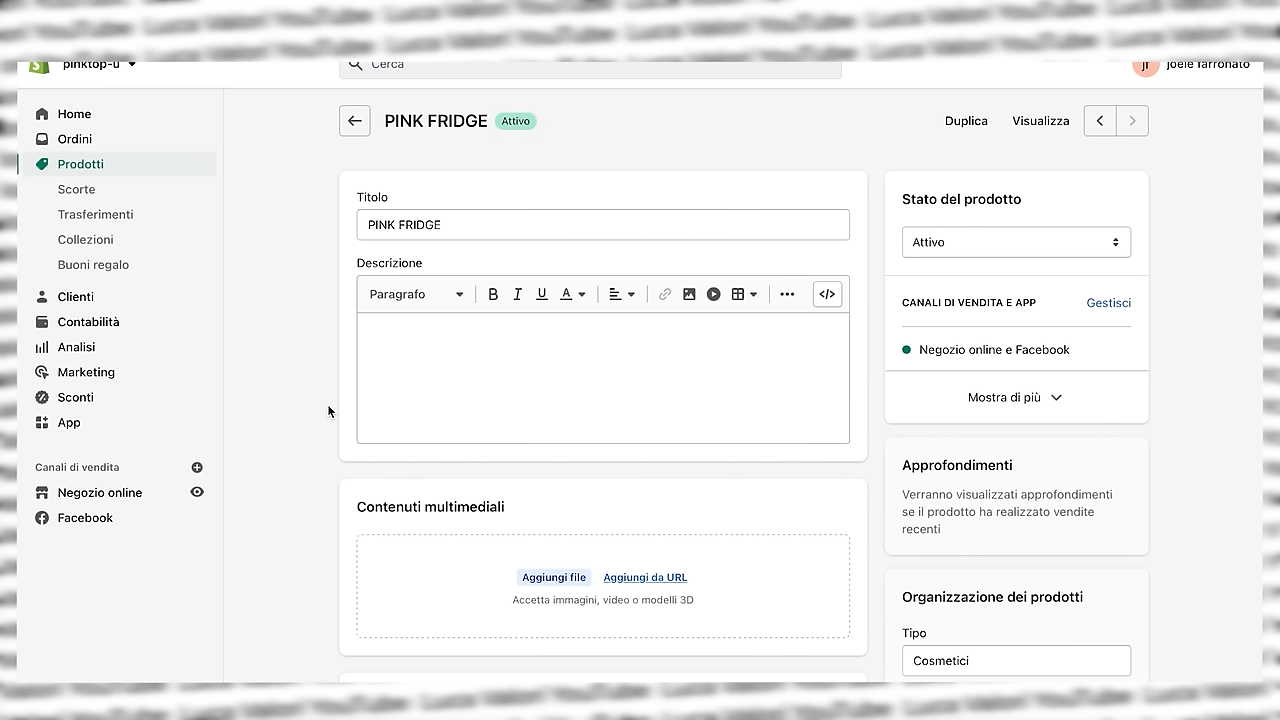 pinktop-u
Cerca
jf joele farronato
Home
Ordini
Prodotti
Scorte
Trasferimenti
Collezioni
Buoni regalo
Clienti
Contabilità
Analisi
Marketing
Sconti
App
Canali di vendita
Negozio online
Facebook
PINK FRIDGE Attivo
Duplica Visualizza
Titolo
PINK FRIDGE
Descrizione
Paragrafo B I U A </>
Contenuti multimediali
Aggiungi file Aggiungi da URL
Accetta immagini, video o modelli 3D
Stato del prodotto
Attivo
CANALI DI VENDITA E APP Gestisci
Negozio online e Facebook
Mostra di più
Approfondimenti
Verranno visualizzati approfondimenti
se il prodotto ha realizzato vendite
recenti
Organizzazione dei prodotti
Tipo
Cosmetici